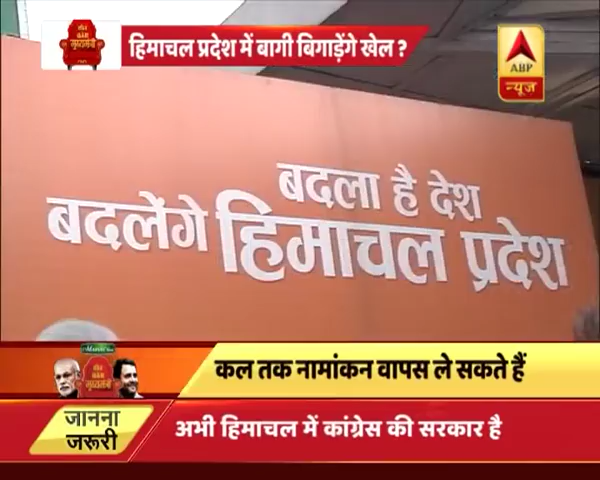 हिमाचल प्रदेश में बागी बिगाड़ेंगे खेल ?
ABP
न्यूज़
बदला है देश
बदलेंगे हिमाचल प्रदेश
कल तक नामांकन वापस ले सकते हैं
जानना
जरूरी
अभी हिमाचल में कांग्रेस की सरकार है